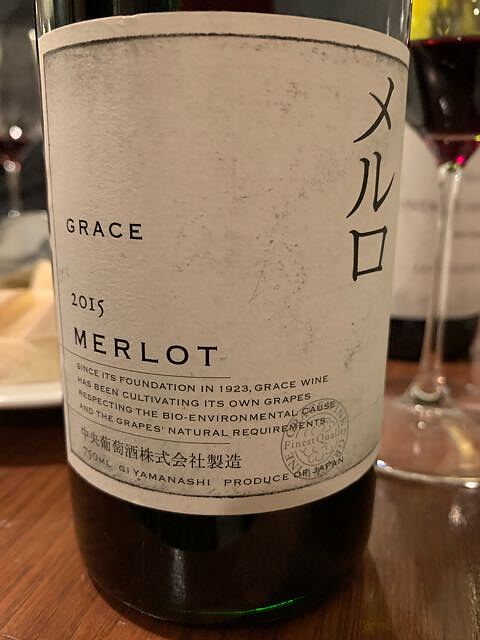 メルロ
GRACE
2015
MERLOT
SINCE ITS FOUNDATION IN 1923, GRACE WINE
HAS BEEN CULTIVATING ITS OWN GRAPES
RESPECTING THE BIO-ENVIRONMENTAL CAUSE
AND THE GRAPES' NATURAL REQUIREMENTS
中央葡萄酒株式会社製造
750ML GI YAMANASHI PRODUCE OF JAPAN
Finest Quality